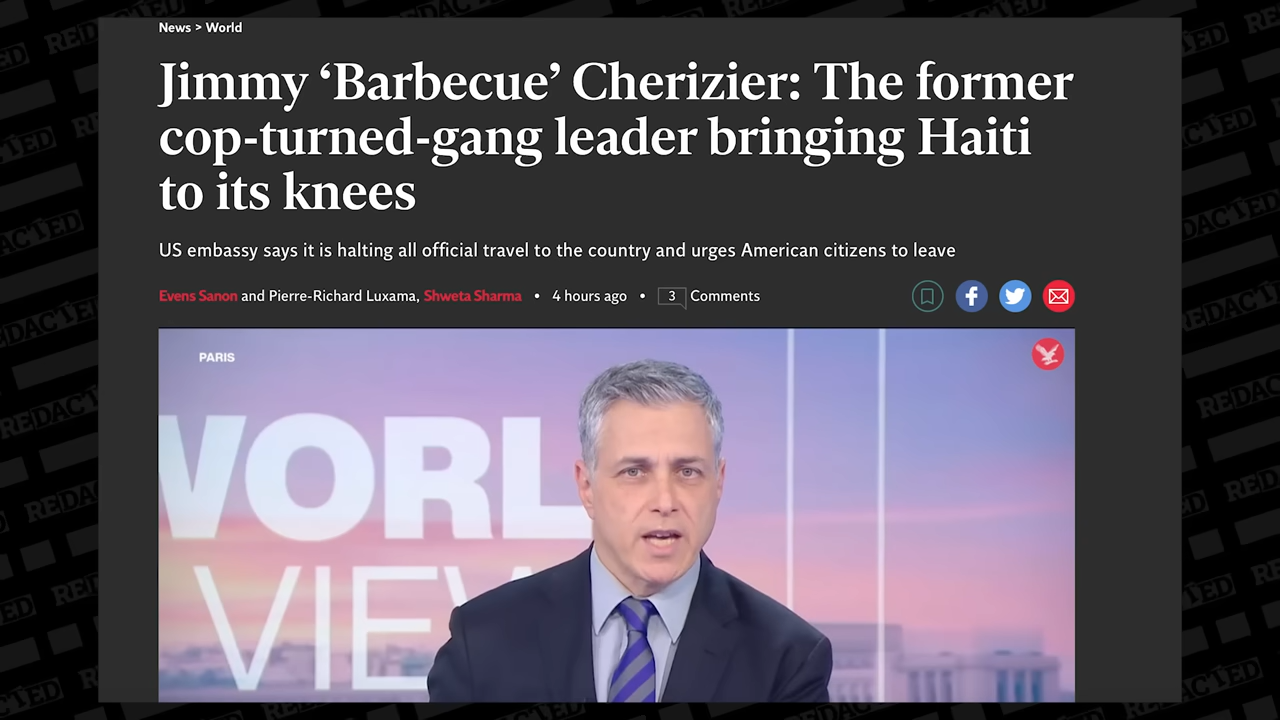 News > World
Jimmy ‘Barbecue’ Cherizier: The former
cop-turned-gang leader bringing Haiti
to its knees
US embassy says it is halting all official travel to the country and urges American citizens to leave
Evens Sanon and Pierre-Richard Luxama, Shweta Sharma • 4 hours ago • 3 Comments
PARIS
WORL
VIEW
REDACTED